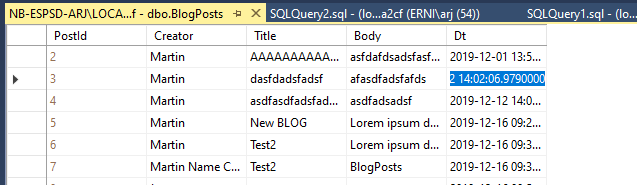 NB-ESPSD-ARJ\LOCA...f - dbo.BlogPosts SQLQuery2.sql - (lo...a2cf (ERNI\arj (54)) SQLQuery1.sql - (lo...
PostId Creator Title Body Dt
2 Martin AAAAAAAAAA... asfdafdsadsfasf... 2019-12-01 13:5...
3 Martin dasfdadsfadsf afasdfadsfafds 2 14:02:06.9790000
4 Martin asdfasdfadsfad... asdfadsadsf 2019-12-12 14:0...
5 Martin New BLOG Lorem ipsum d... 2019-12-16 09:2...
6 Martin Test2 Lorem ipsum d... 2019-12-16 09:3...
7 Martin Name C... Test2 BlogPosts 2019-12-16 09:3...